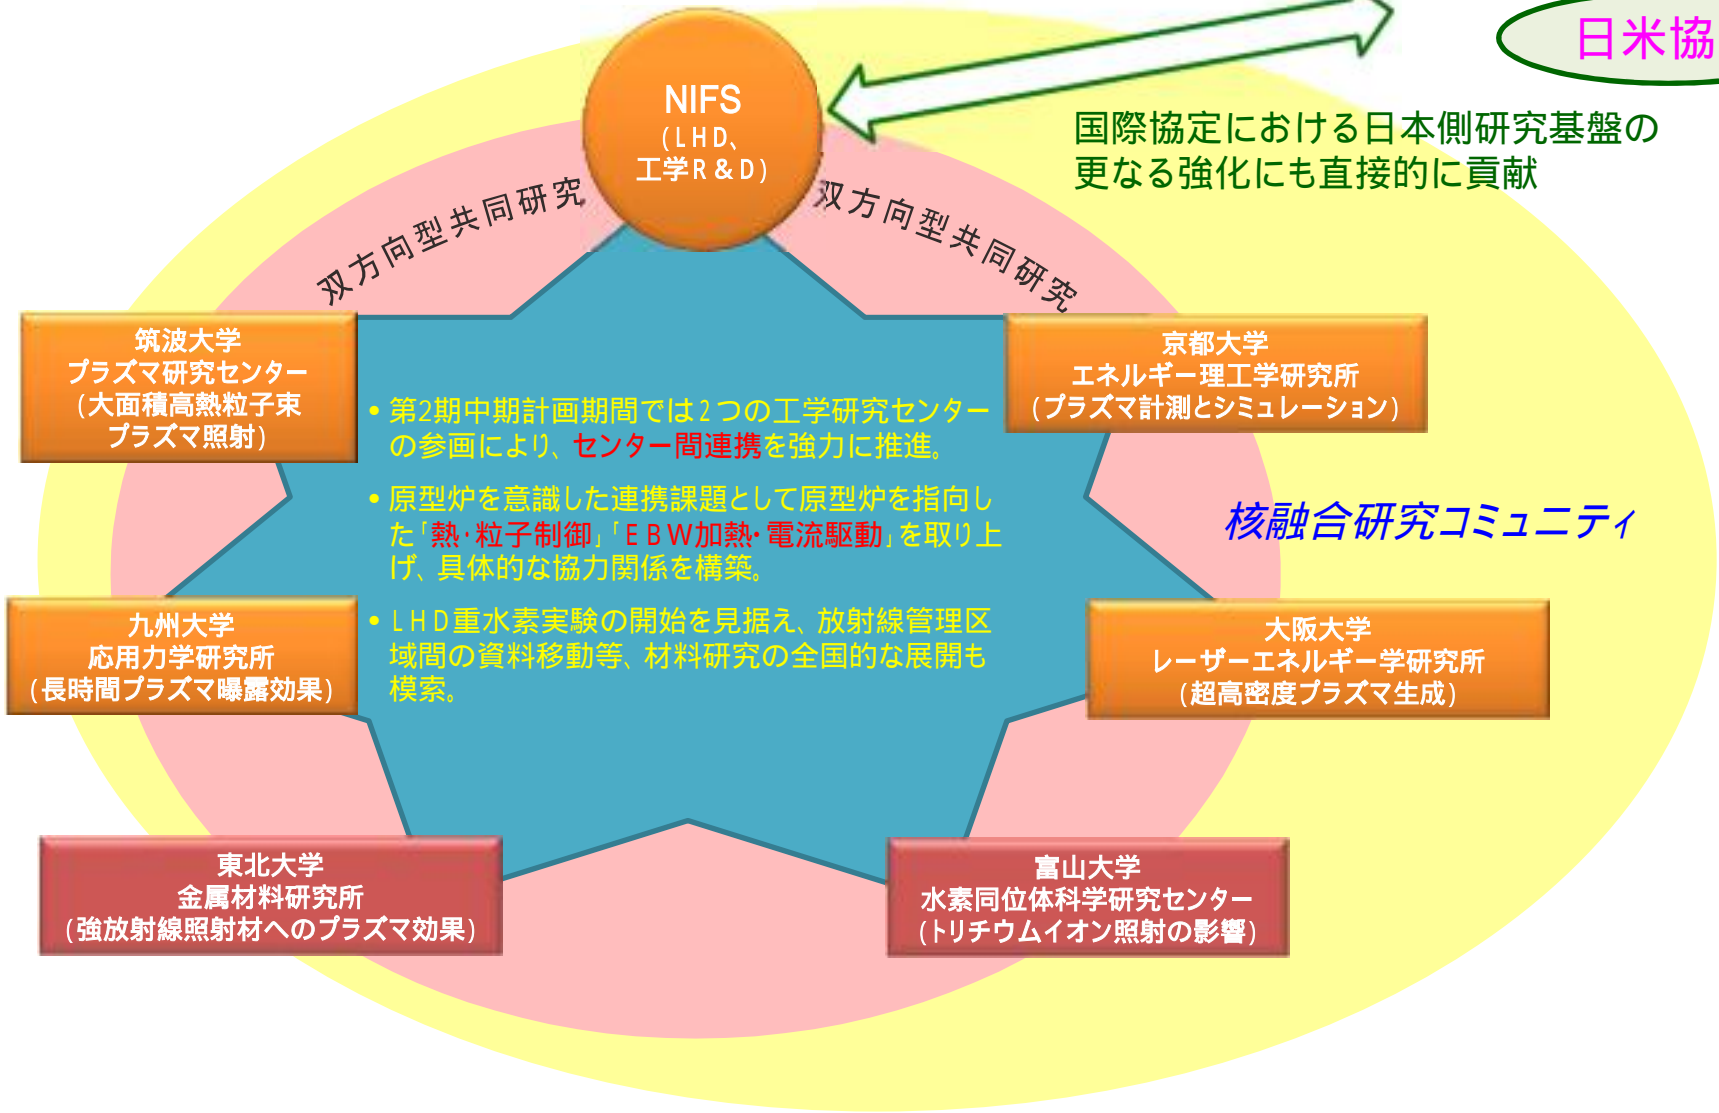 日米協
国際協定における日本側研究基盤の
更なる強化にも直接的に貢献
NIFS
(LHD、
工学R&D)
双方向型共同研究
双方向型共同研究
筑波大学
プラズマ研究センター
(大面積高熱粒子束
プラズマ照射)
京都大学
エネルギー理工学研究所
(プラズマ計測とシミュレーション)
• 第2期中期計画期間では2つの工学研究センター
の参画により、センター間連携を強力に推進。
• 原型炉を意識した連携課題として原型炉を指向し
た「熱・粒子制御」「EBW加熱・電流駆動」を取り上
げ、具体的な協力関係を構築。
• LHD重水素実験の開始を見据え、放射線管理区
域間の資料移動等、材料研究の全国的な展開も
模索。
核融合研究コミュニティ
九州大学
応用力学研究所
(長時間プラズマ曝露効果)
大阪大学
レーザーエネルギー学研究所
(超高密度プラズマ生成)
東北大学
金属材料研究所
(強放射線照射材へのプラズマ効果)
富山大学
水素同位体科学研究センター
(トリチウムイオン照射の影響)